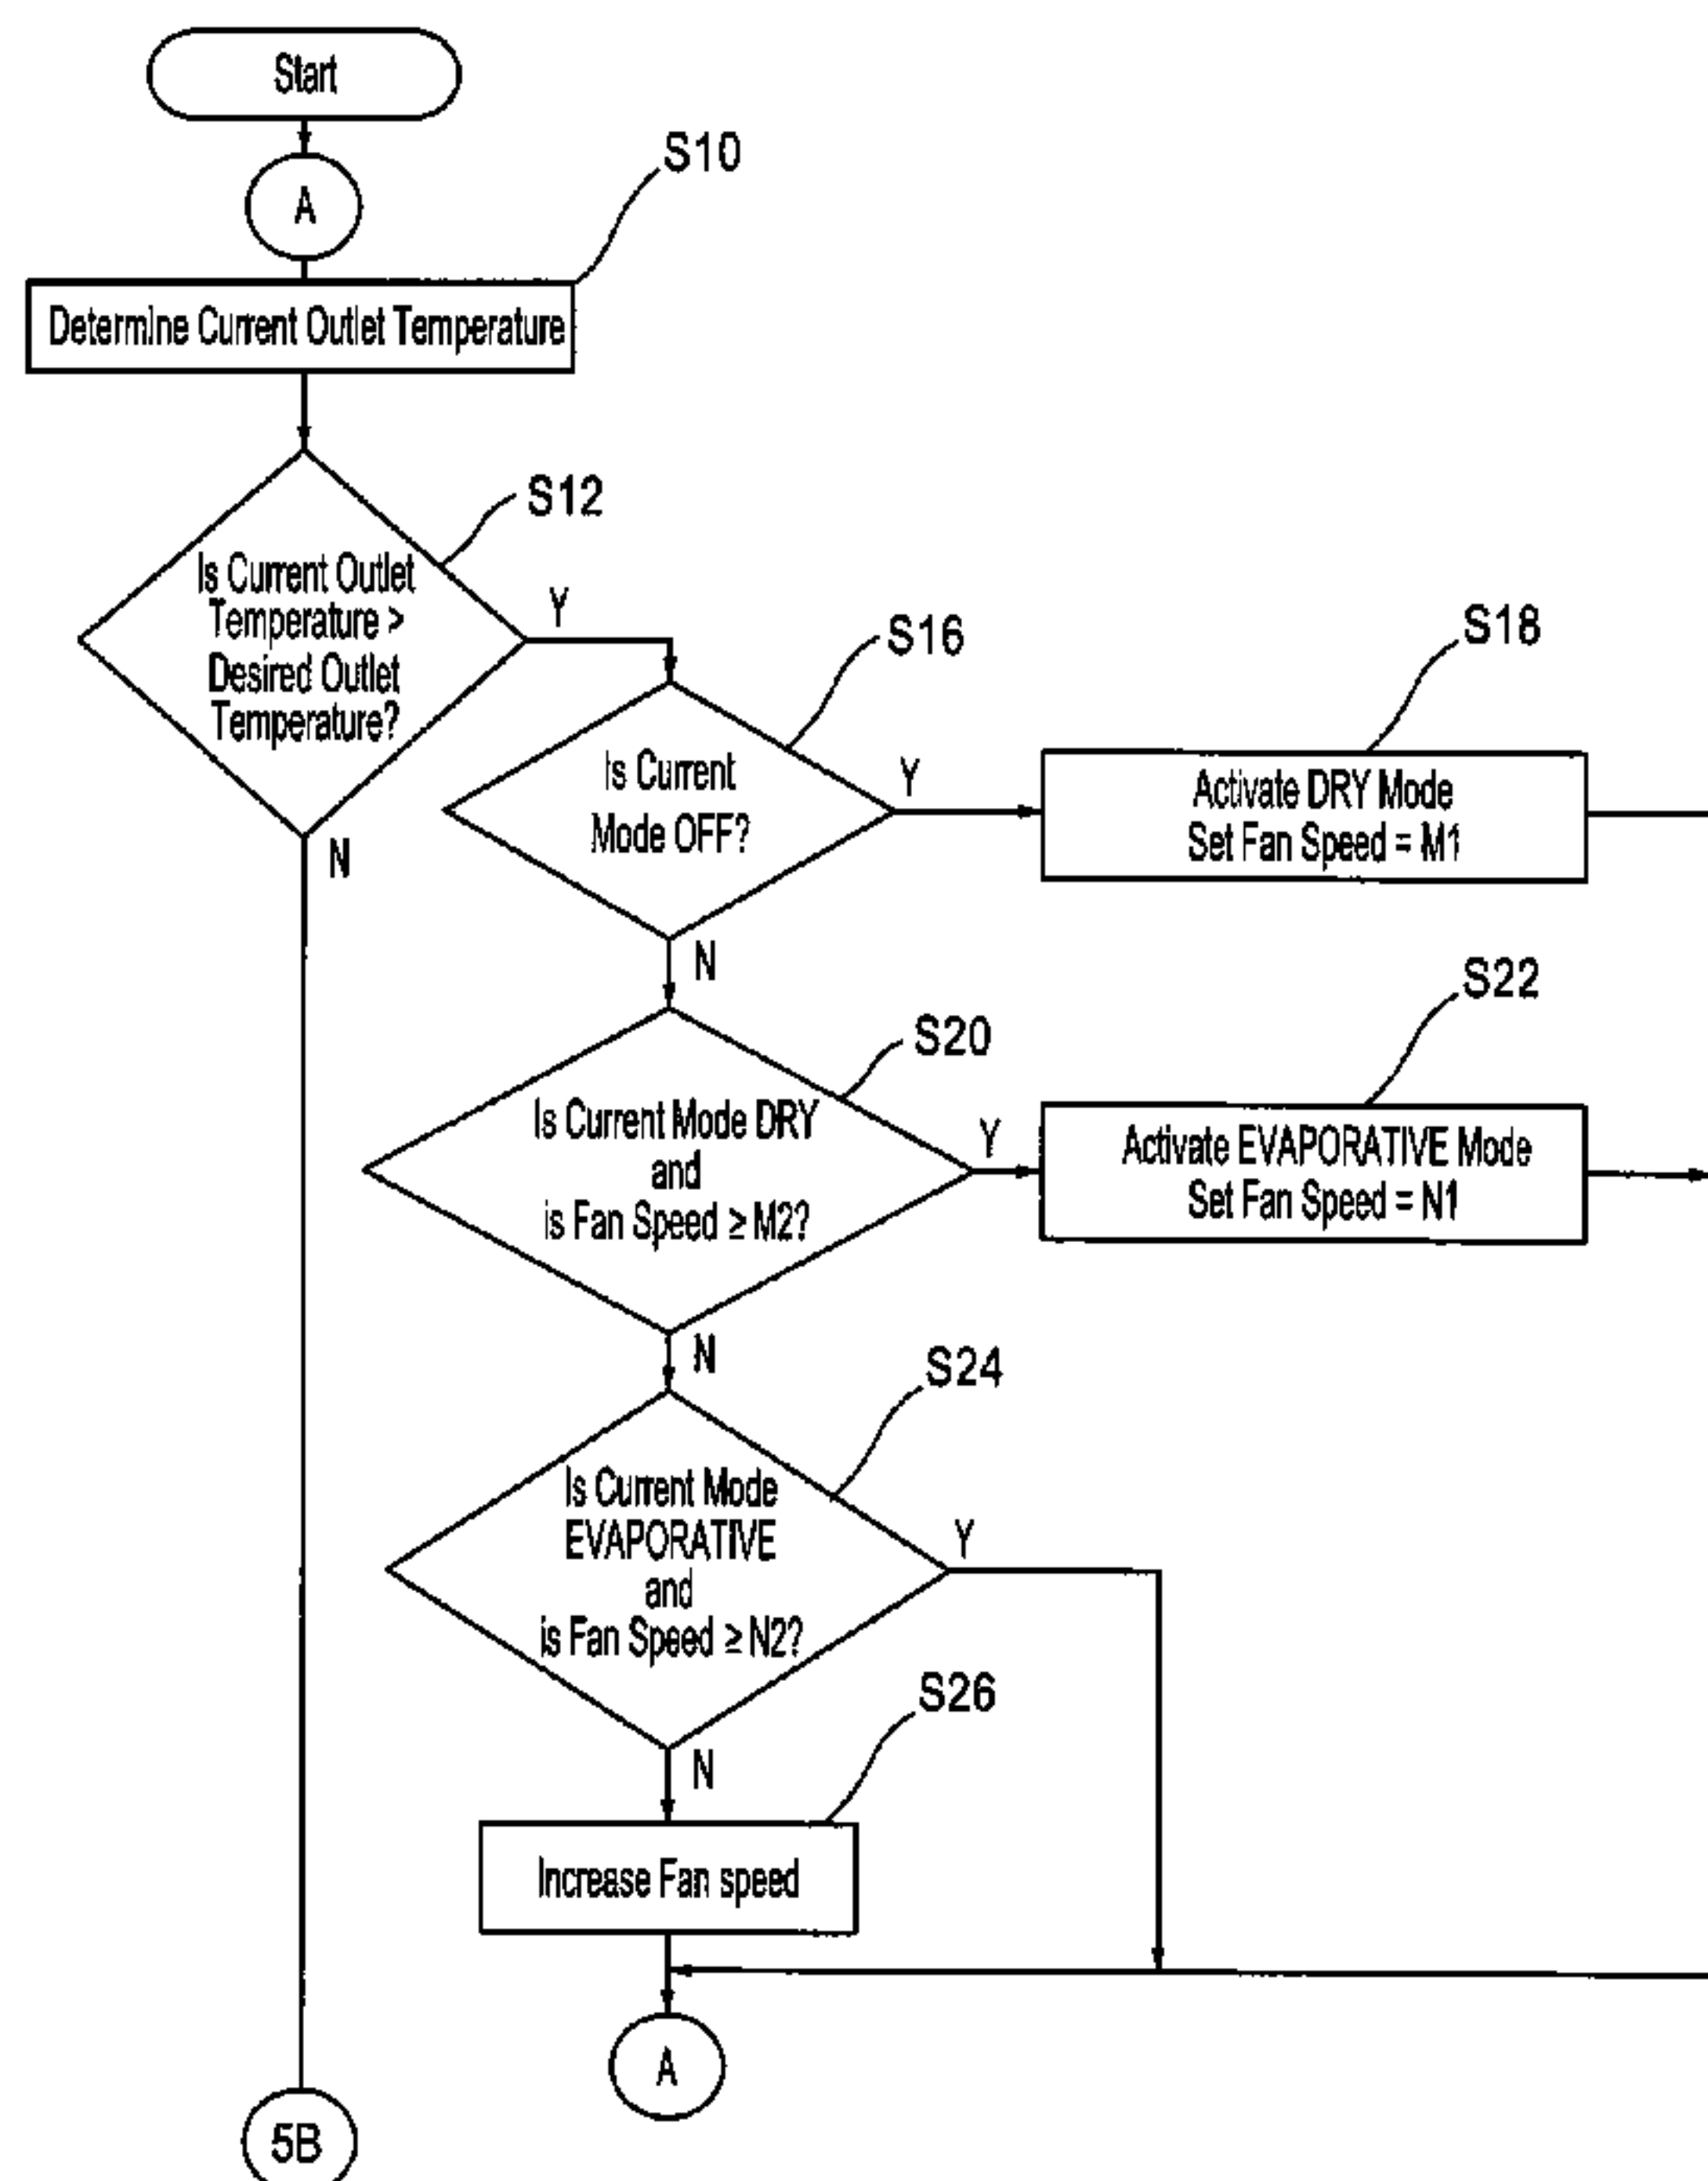 Start
A
S10
Determine Current Outlet Temperature
S12
Is Current Outlet
Temperature >
Desired Outlet
Temperature?
Y
N
S16
Is Current
Mode OFF?
Y
N
S18
Activate DRY Mode
Set Fan Speed = M1
S20
Is Current Mode DRY
and
is Fan Speed ≥ M2?
Y
N
S22
Activate EVAPORATIVE Mode
Set Fan Speed = N1
S24
Is Current Mode
EVAPORATIVE
and
is Fan Speed ≥ N2?
Y
N
S26
Increase Fan speed
A
5B